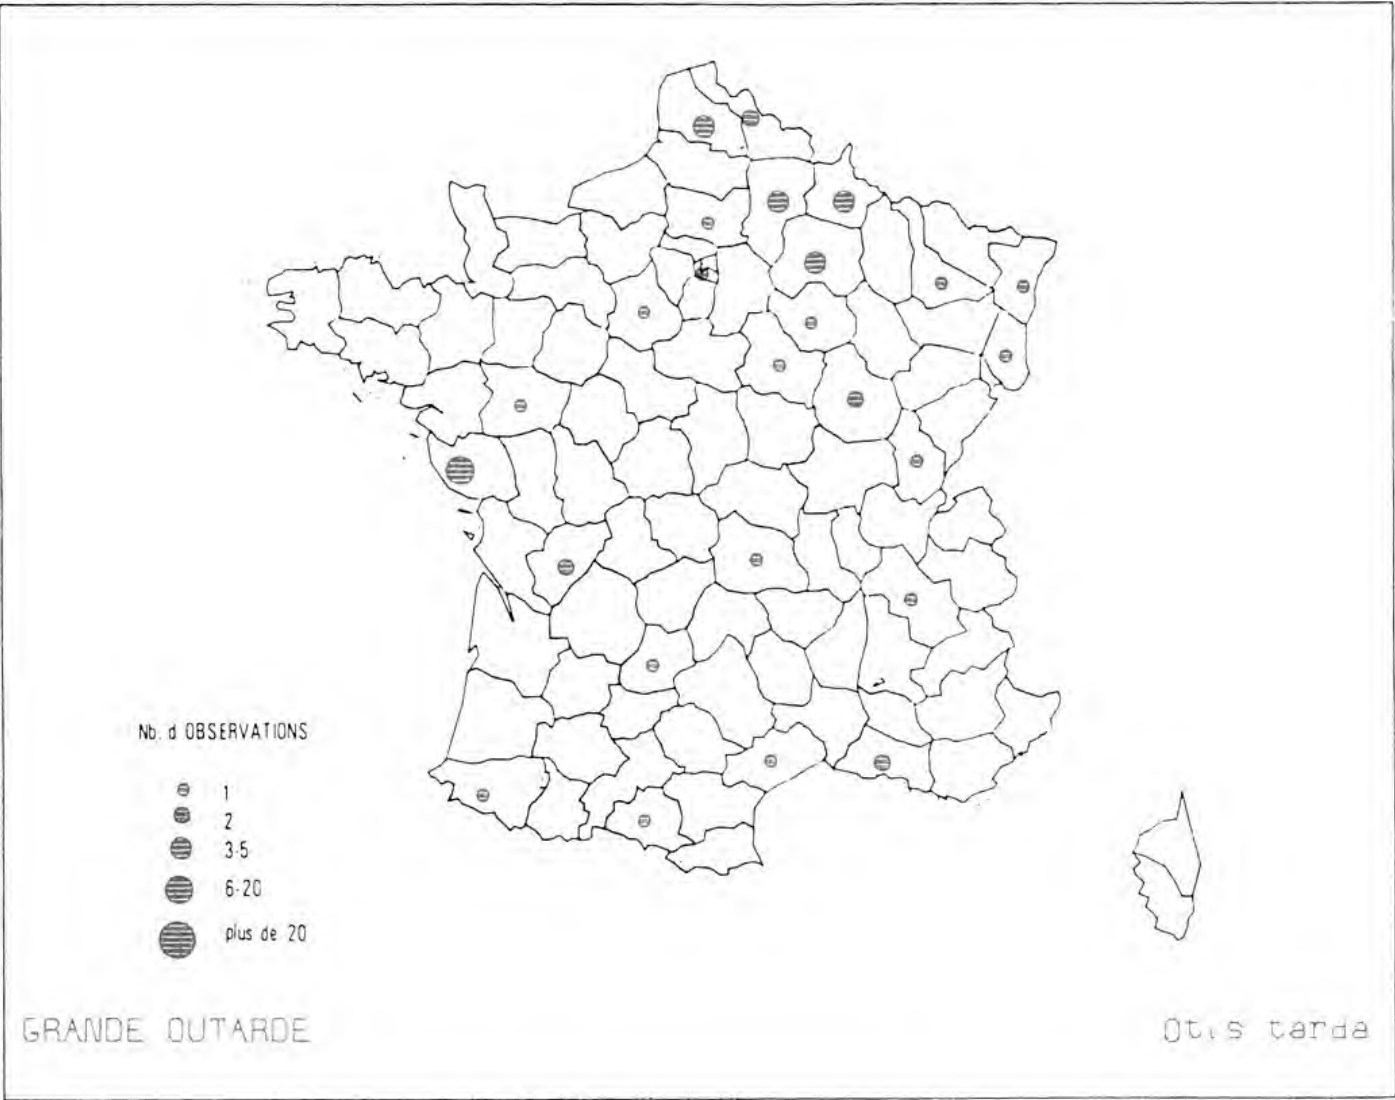 Nb. d OBSERVATIONS
1
2
3-5
6-20
plus de 20
GRANDE OUTARDE
Otis tarda